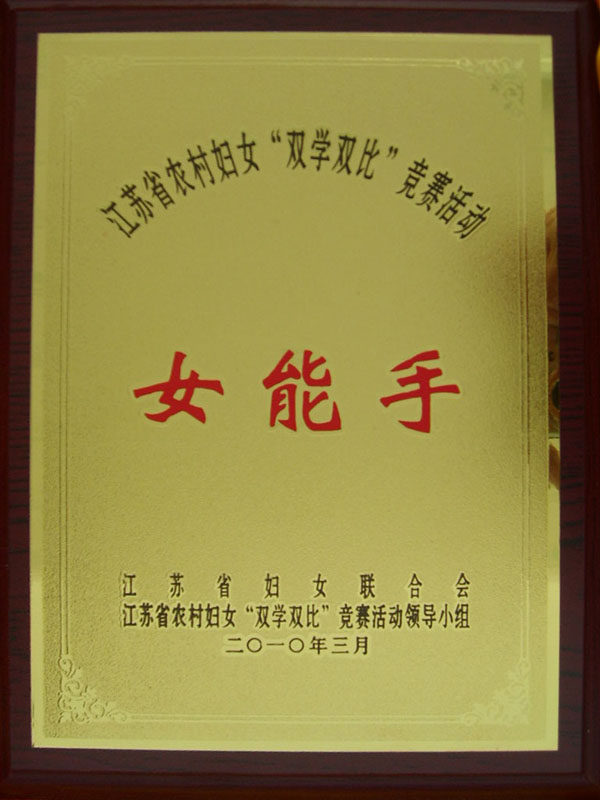 江苏省农村妇女“双学双比”竞赛活动
女能手
江苏省妇女联合会
江苏省农村妇女“双学双比”竞赛活动领导小组
二〇一〇年三月